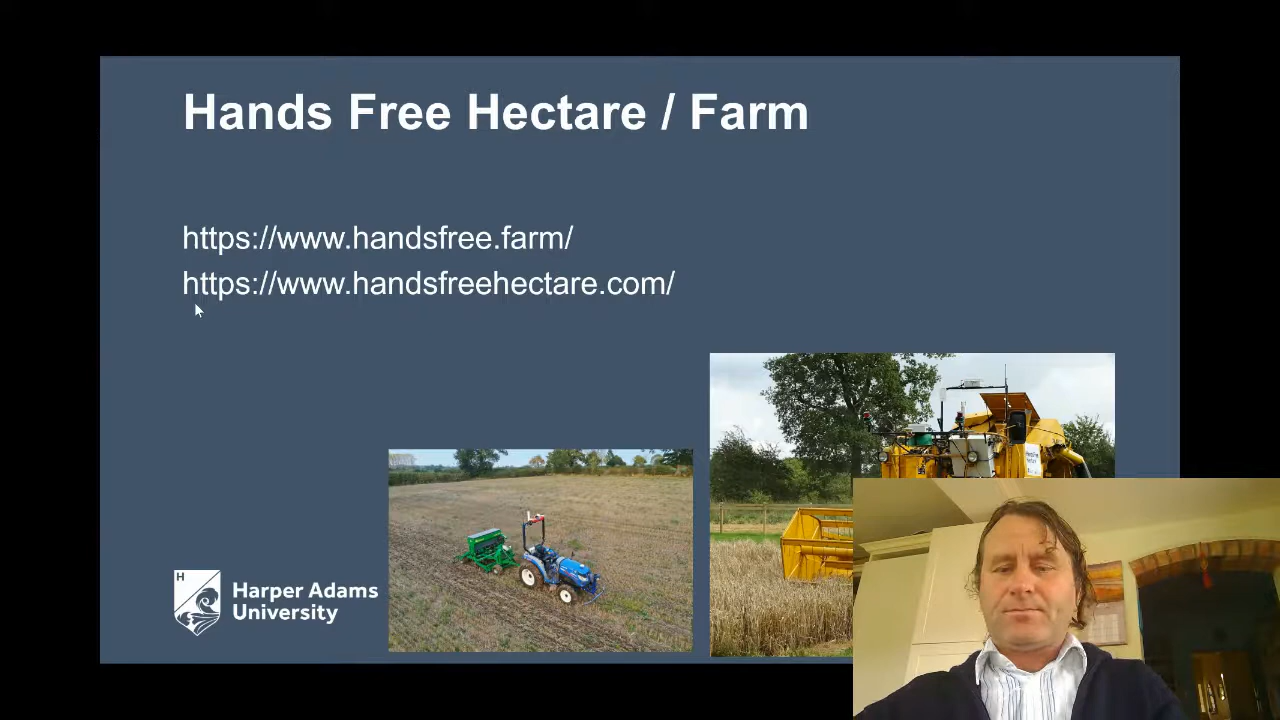 Hands Free Hectare / Farm
https://www.handsfree.farm/
https://www.handsfreehectare.com/
H
Harper Adams
University